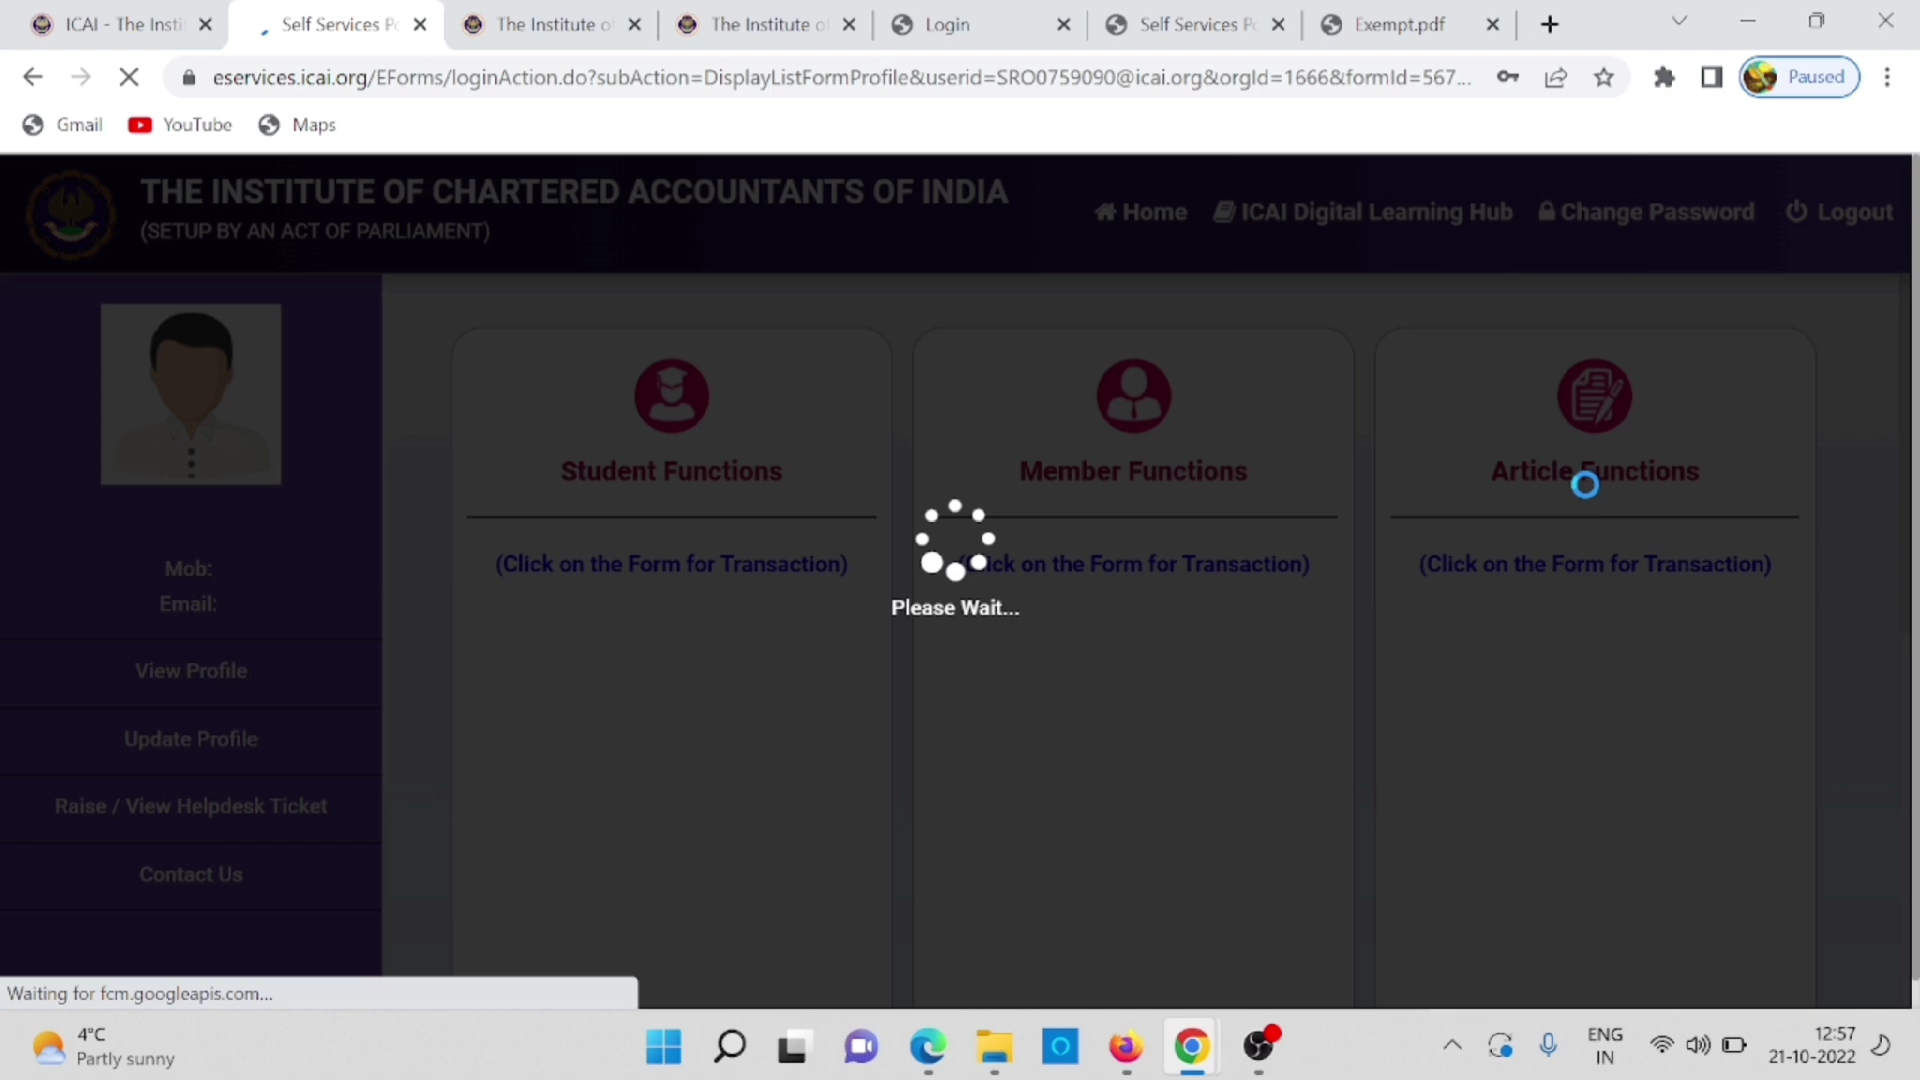 ICAI - The Insti
Self Services Po
The Institute o
The Institute of
Login
Self Services Po
Exempt.pdf
eservices.icai.org/EForms/loginAction.do?subAction=DisplayListFormProfile&userid=SRO0759090@icai.org&orgId=1666&formId=567...
Paused
Gmail
YouTube
Maps
THE INSTITUTE OF CHARTERED ACCOUNTANTS OF INDIA
(SETUP BY AN ACT OF PARLIAMENT)
Home
ICAI Digital Learning Hub
Change Password
Logout
Mob:
Email:
View Profile
Update Profile
Raise / View Helpdesk Ticket
Contact Us
Student Functions
(Click on the Form for Transaction)
Member Functions
(Click on the Form for Transaction)
Article Functions
(Click on the Form for Transaction)
Please Wait...
Waiting for fcm.googleapis.com...
4°C
Partly sunny
ENG
IN
12:57
21-10-2022